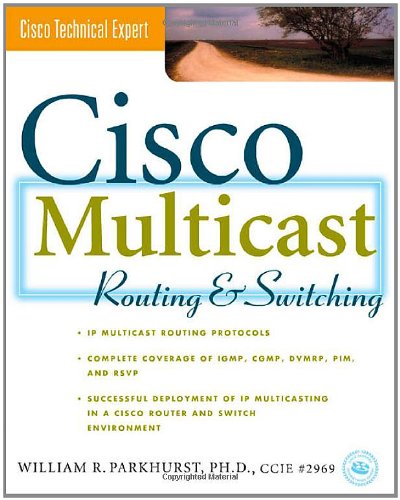 Cisco Technical Expert
Cisco
Multicast
Routing & Switching
• IP MULTICAST ROUTING PROTOCOLS
• COMPLETE COVERAGE OF IGMP, CGMP, DVMRP, PIM,
AND RSVP
• SUCCESSFUL DEPLOYMENT OF IP MULTICASTING
IN A CISCO ROUTER AND SWITCH
ENVIRONMENT
WILLIAM R. PARKHURST, PH.D., CCIE #2969